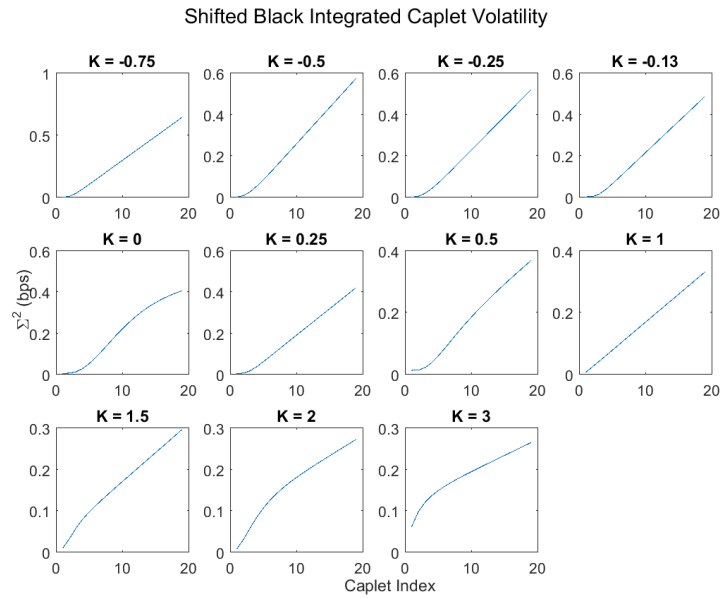 Shifted Black Integrated Caplet Volatility
K = -0.75
K = -0.5
K = -0.25
K = -0.13
1
0.5
0
0 10 20
0.6
0.4
0.2
0
0 10 20
0.6
0.4
0.2
0
0 10 20
0.6
0.4
0.2
0
0 10 20
K = 0
K = 0.25
K = 0.5
K = 1
Σ² (bps)
0.6
0.4
0.2
0
0 10 20
0.6
0.4
0.2
0
0 10 20
0.4
0.2
0
0 10 20
0.4
0.2
0
0 10 20
K = 1.5
K = 2
K = 3
0.3
0.2
0.1
0
0 10 20
0.3
0.2
0.1
0
0 10 20
0.3
0.2
0.1
0
0 10 20
Caplet Index